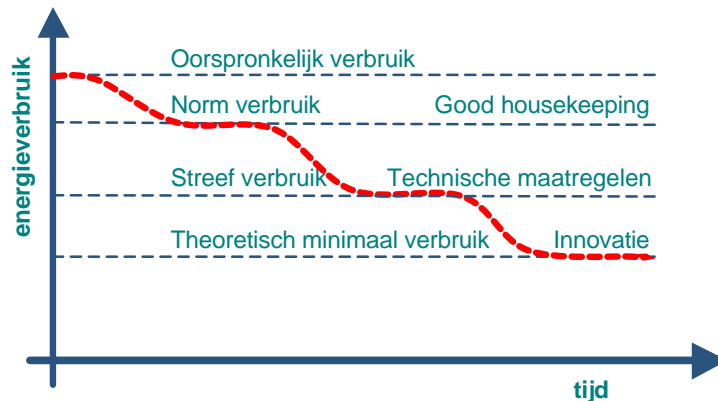 energieverbruik
Oorspronkelijk verbruik
Norm verbruik Good housekeeping
Streef verbruik Technische maatregelen
Theoretisch minimaal verbruik Innovatie
tijd